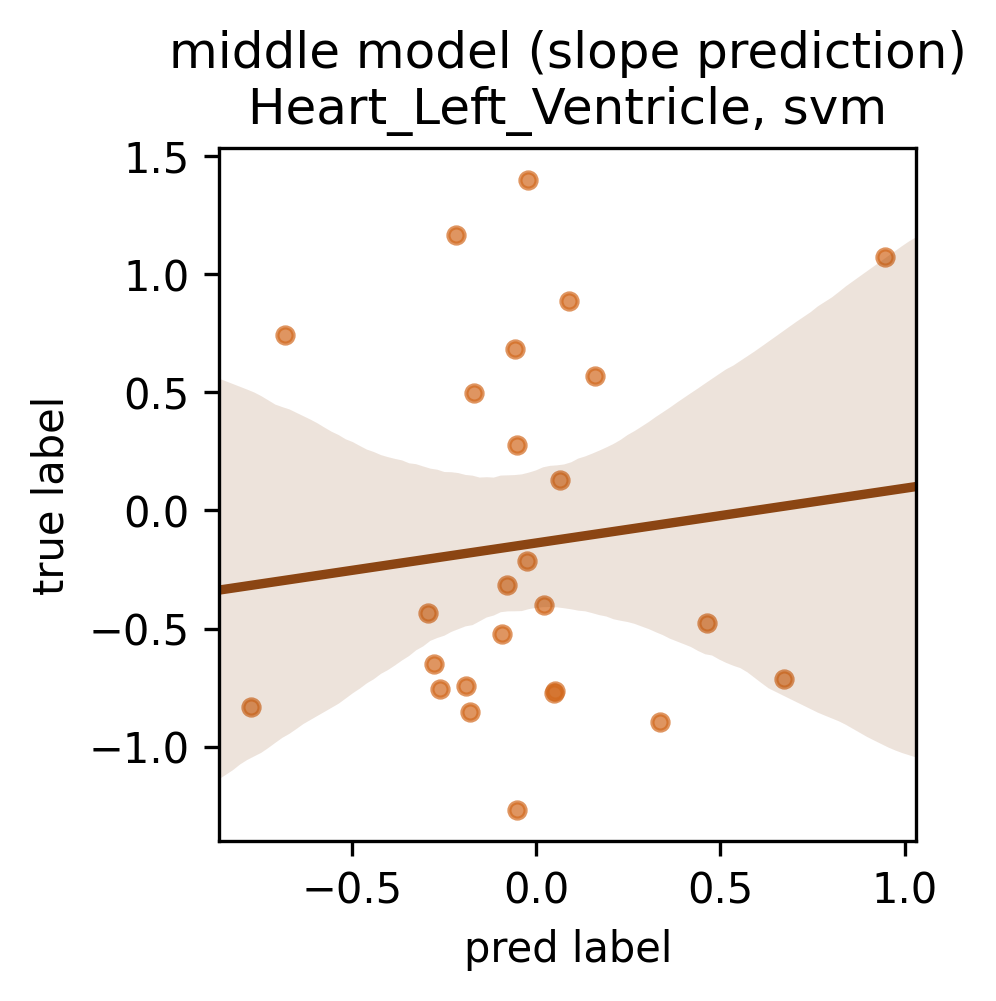 middle model (slope prediction)
Heart_Left_Ventricle, svm
1.5
1.0
0.5
0.0
−0.5
−1.0
true label
−0.5 0.0 0.5 1.0
pred label